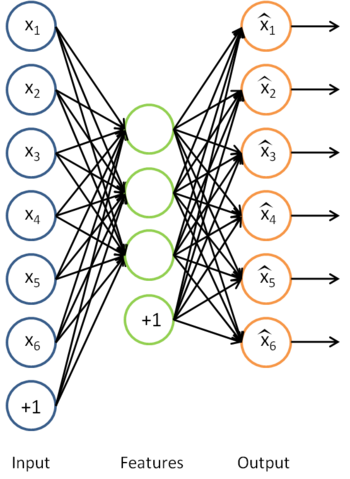 x₁
x₂
x₃
x₄
x₅
x₆
+1
Input
+1
Features
x̂₁
x̂₂
x̂₃
x̂₄
x̂₅
x̂₆
Output